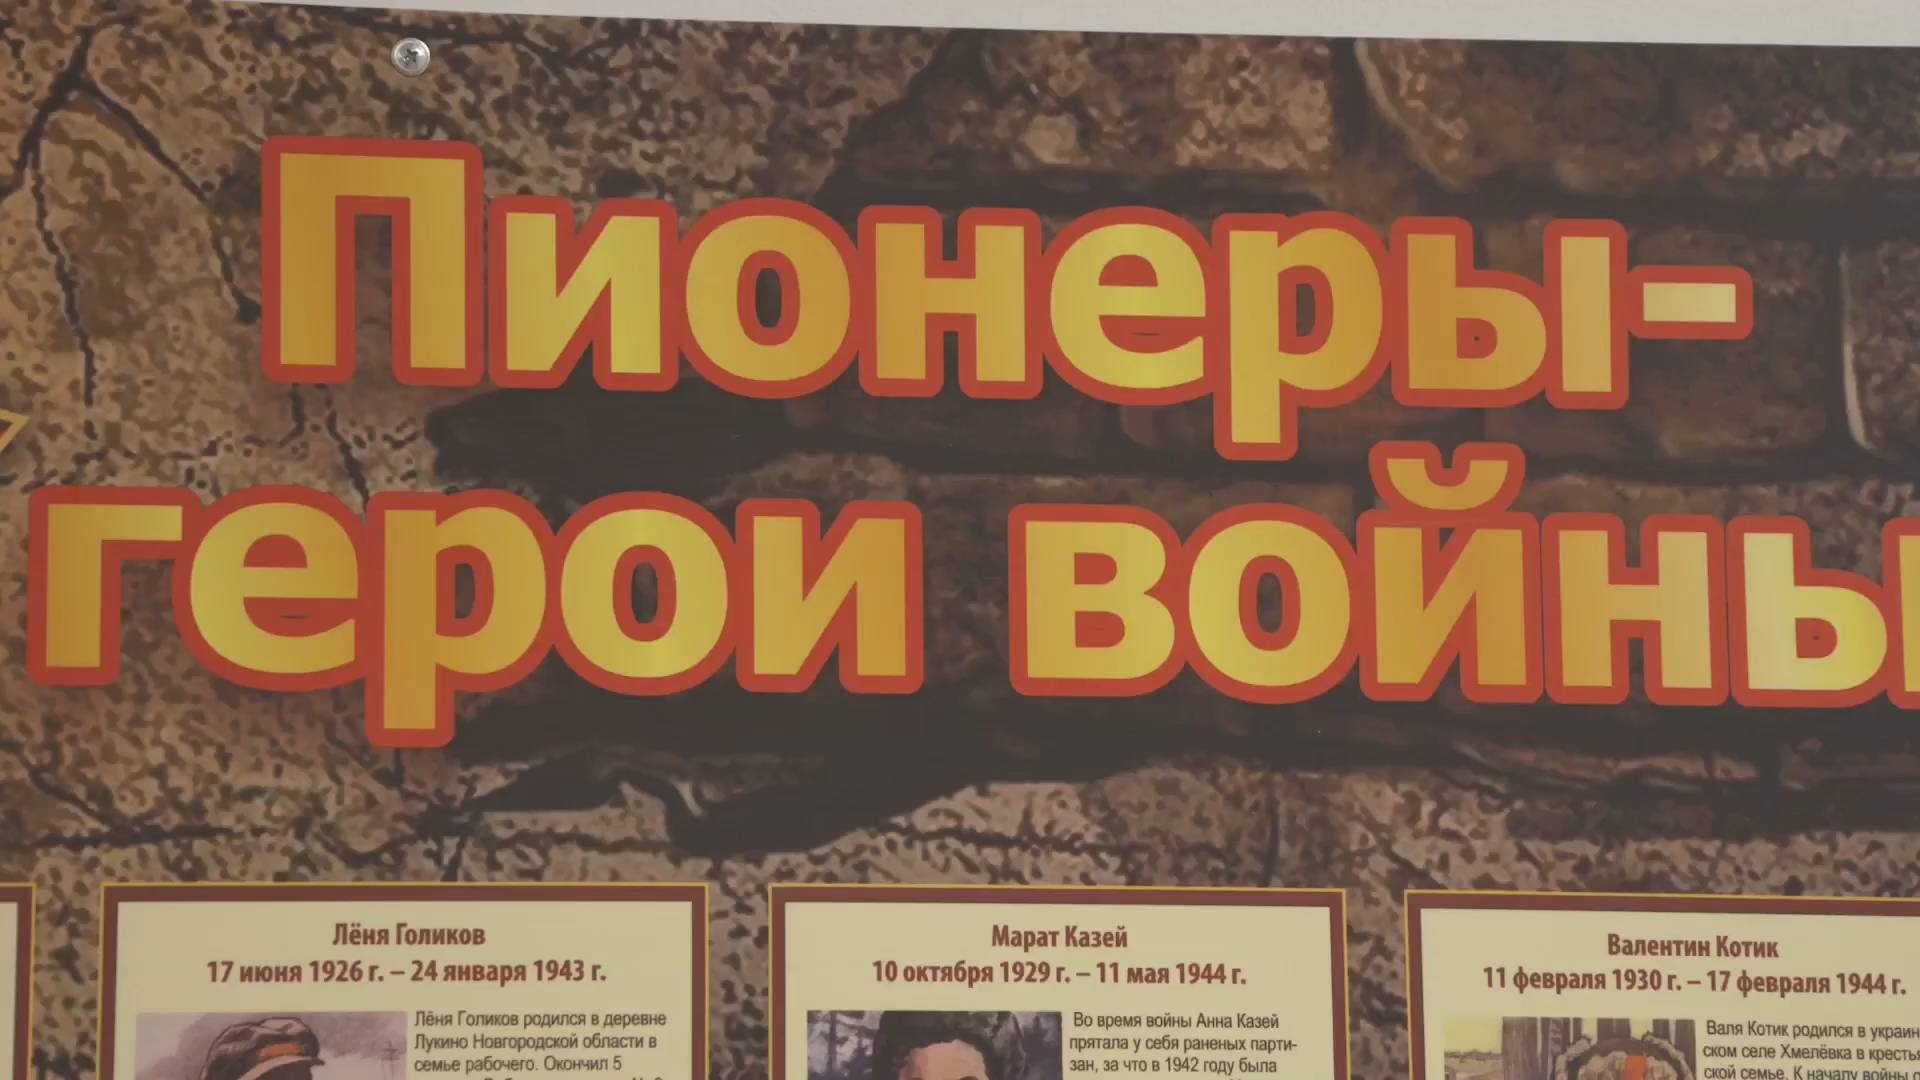 Пионеры-
герои войны
Лёня Голиков
17 июня 1926 г. – 24 января 1943 г.
Лёня Голиков родился в деревне
Лукино Новгородской области в
семье рабочего. Окончил 5
Марат Казей
10 октября 1929 г. – 11 мая 1944 г.
Во время войны Анна Казей
прятала у себя раненых парти-
зан, за что в 1942 году была
Валентин Котик
11 февраля 1930 г. – 17 февраля 1944 г.
Валя Котик родился в украин
ском селе Хмелёвка в крестья
ской семье. К началу войны о